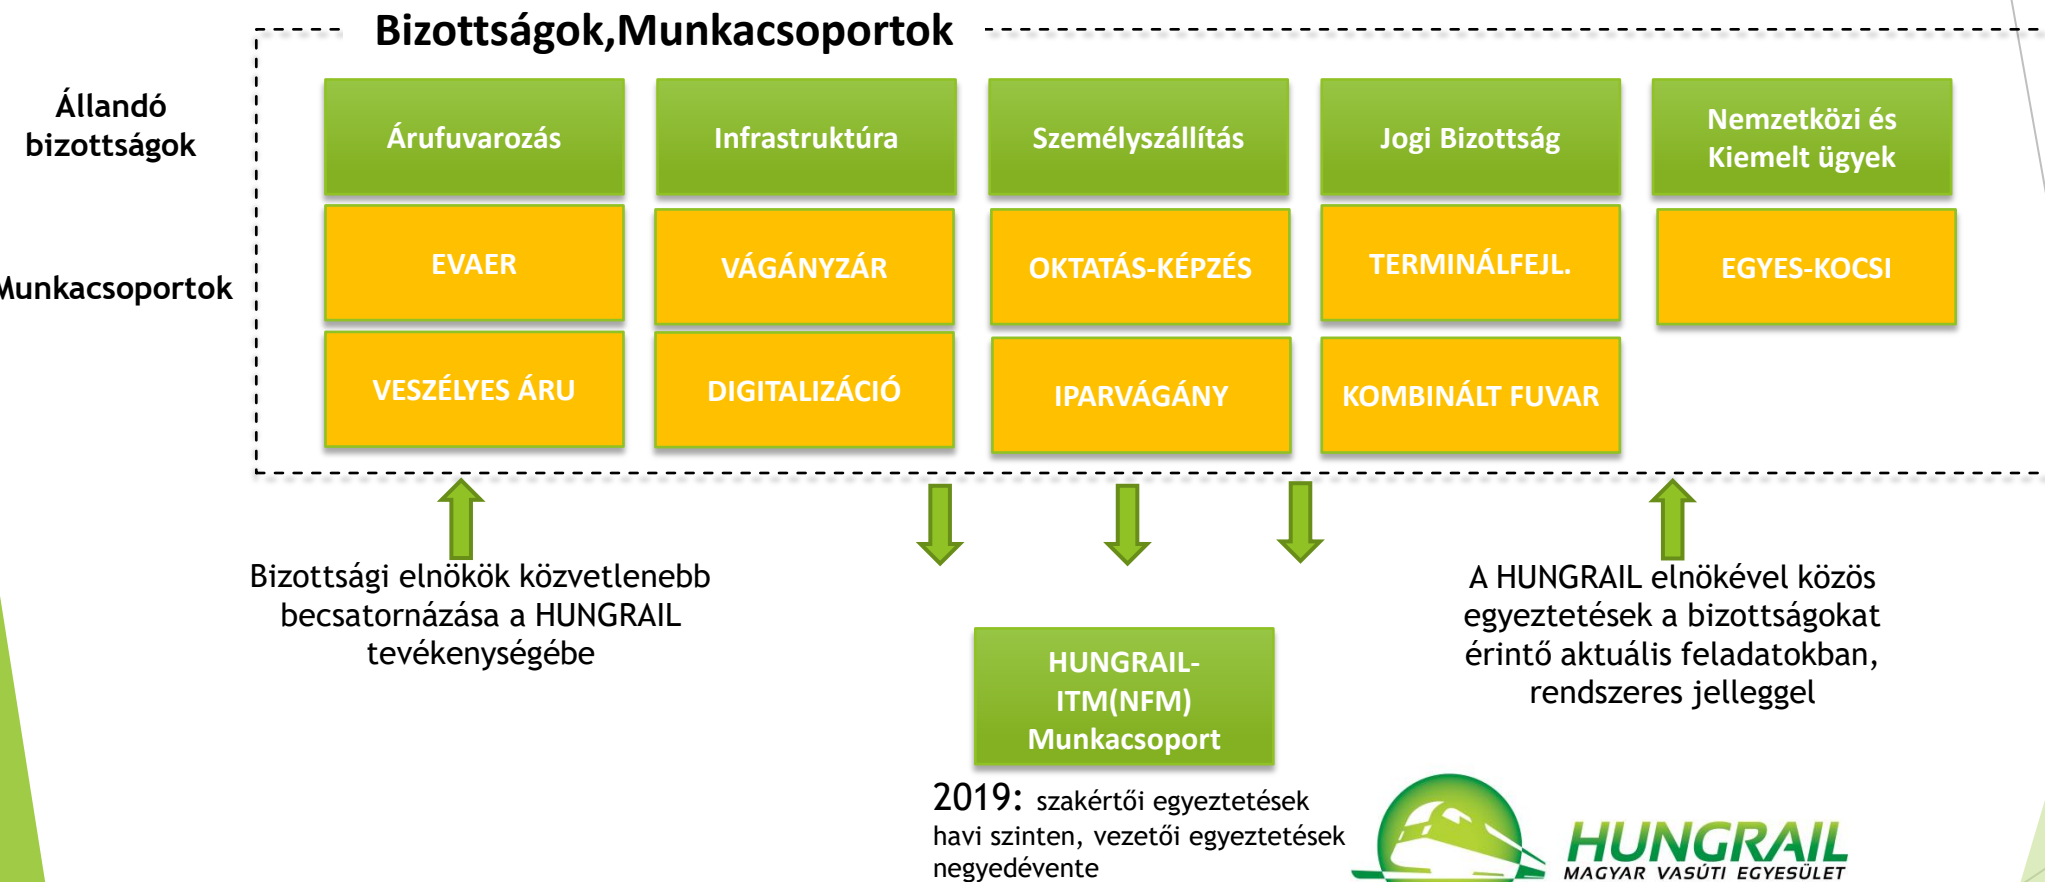 Bizottságok,Munkacsoportok
Állandó
bizottságok
Árufuvarozás
Infrastruktúra
Személyszállítás
Jogi Bizottság
Nemzetközi és
Kiemelt ügyek
Munkacsoportok
EVAER
VÁGÁNYZÁR
OKTATÁS-KÉPZÉS
TERMINÁLFEJL.
EGYES-KOCSI
VESZÉLYES ÁRU
DIGITALIZÁCIÓ
IPARVÁGÁNY
KOMBINÁLT FUVAR
Bizottsági elnökök közvetlenebb
becsatornázása a HUNGRAIL
tevékenységébe
A HUNGRAIL elnökével közös
egyeztetések a bizottságokat
érintő aktuális feladatokban,
rendszeres jelleggel
HUNGRAIL-
ITM(NFM)
Munkacsoport
2019: szakértői egyeztetések
havi szinten, vezetői egyeztetések
negyedévente
HUNGRAIL
MAGYAR VASÚTI EGYESÜLET